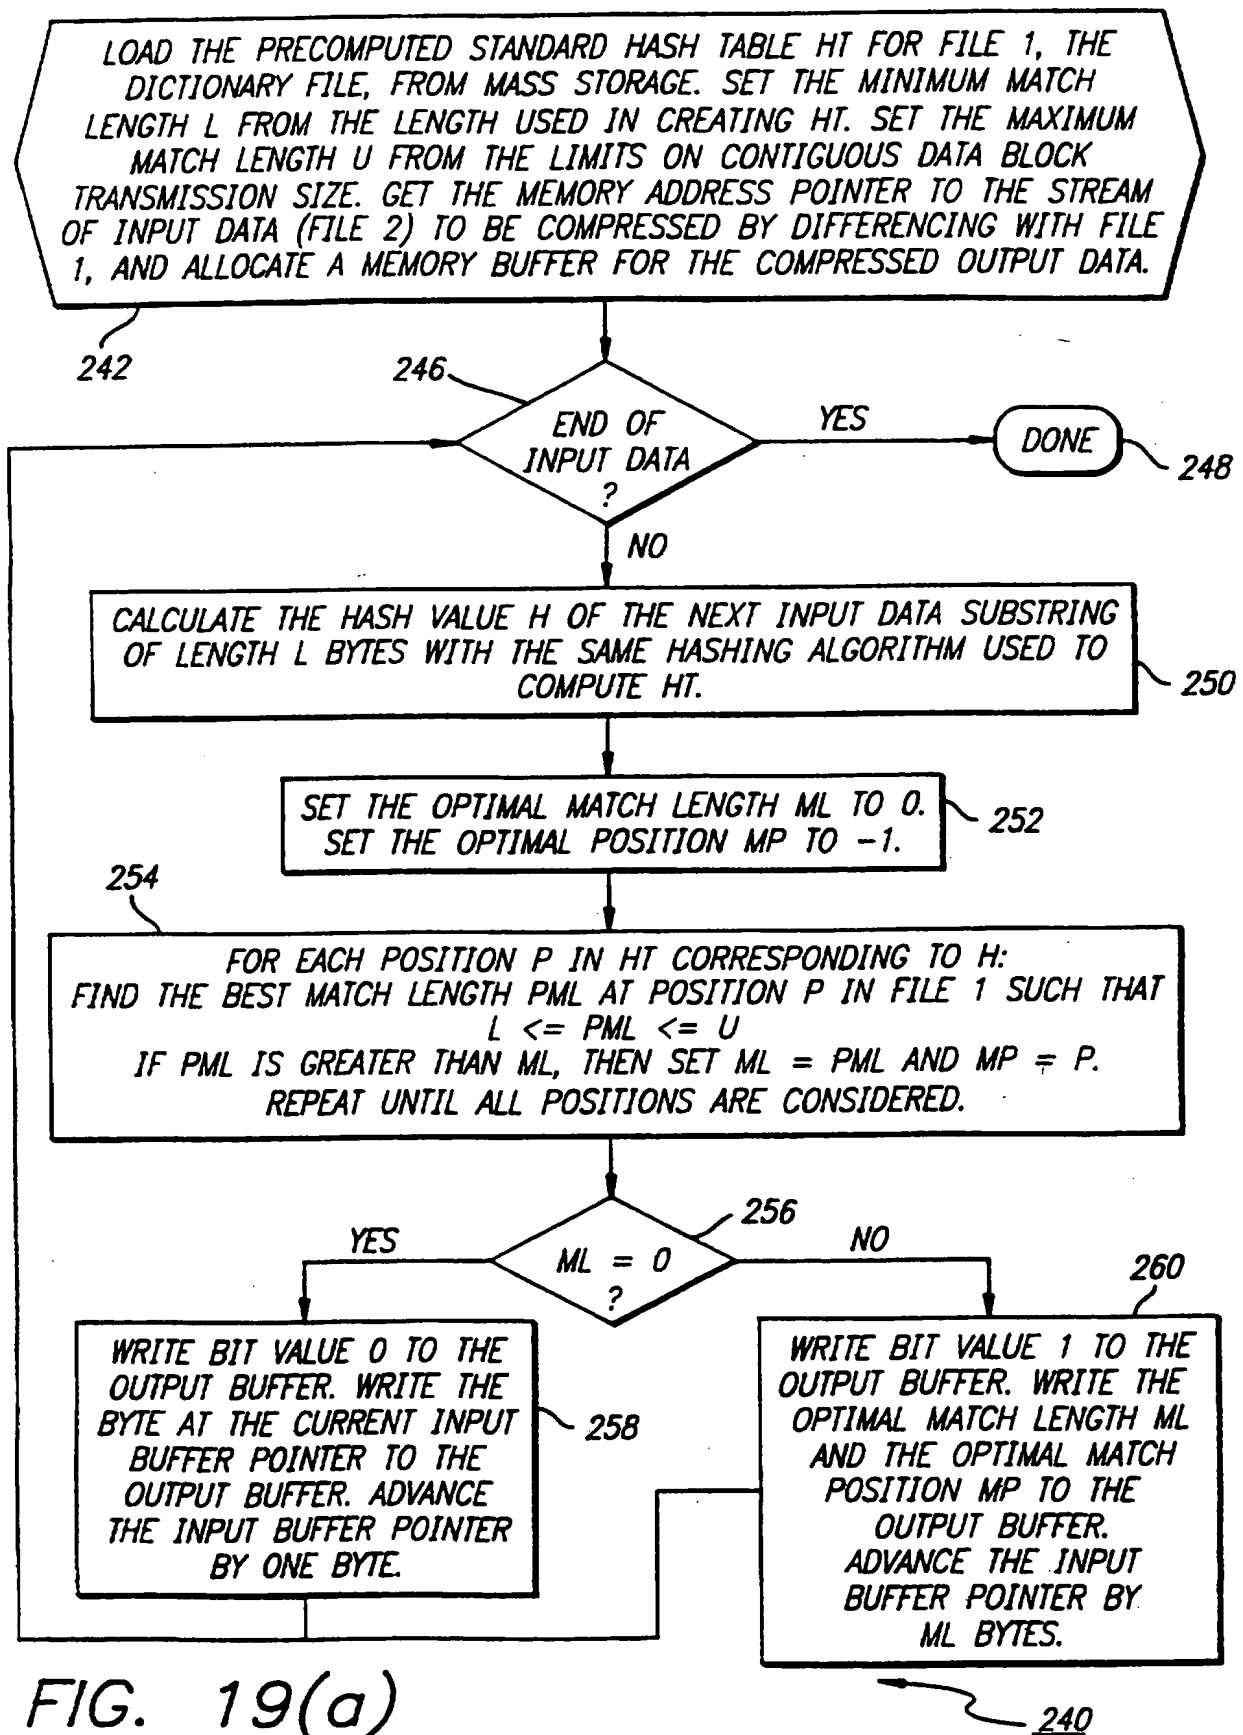 LOAD THE PRECOMPUTED STANDARD HASH TABLE HT FOR FILE 1, THE
DICTIONARY FILE, FROM MASS STORAGE. SET THE MINIMUM MATCH
LENGTH L FROM THE LENGTH USED IN CREATING HT. SET THE MAXIMUM
MATCH LENGTH U FROM THE LIMITS ON CONTIGUOUS DATA BLOCK
TRANSMISSION SIZE. GET THE MEMORY ADDRESS POINTER TO THE STREAM
OF INPUT DATA (FILE 2) TO BE COMPRESSED BY DIFFERENCING WITH FILE
1, AND ALLOCATE A MEMORY BUFFER FOR THE COMPRESSED OUTPUT DATA.
242
246
END OF
INPUT DATA
?
YES
DONE
248
NO
CALCULATE THE HASH VALUE H OF THE NEXT INPUT DATA SUBSTRING
OF LENGTH L BYTES WITH THE SAME HASHING ALGORITHM USED TO
COMPUTE HT.
250
SET THE OPTIMAL MATCH LENGTH ML TO 0.
SET THE OPTIMAL POSITION MP TO -1.
252
254
FOR EACH POSITION P IN HT CORRESPONDING TO H:
FIND THE BEST MATCH LENGTH PML AT POSITION P IN FILE 1 SUCH THAT
L <= PML <= U
IF PML IS GREATER THAN ML, THEN SET ML = PML AND MP = P.
REPEAT UNTIL ALL POSITIONS ARE CONSIDERED.
256
YES
ML = 0
?
NO
260
WRITE BIT VALUE 0 TO THE
OUTPUT BUFFER. WRITE THE
BYTE AT THE CURRENT INPUT
BUFFER POINTER TO THE
OUTPUT BUFFER. ADVANCE
THE INPUT BUFFER POINTER
BY ONE BYTE.
258
WRITE BIT VALUE 1 TO THE
OUTPUT BUFFER. WRITE THE
OPTIMAL MATCH LENGTH ML
AND THE OPTIMAL MATCH
POSITION MP TO THE
OUTPUT BUFFER.
ADVANCE THE INPUT
BUFFER POINTER BY
ML BYTES.
FIG. 19(a)
240